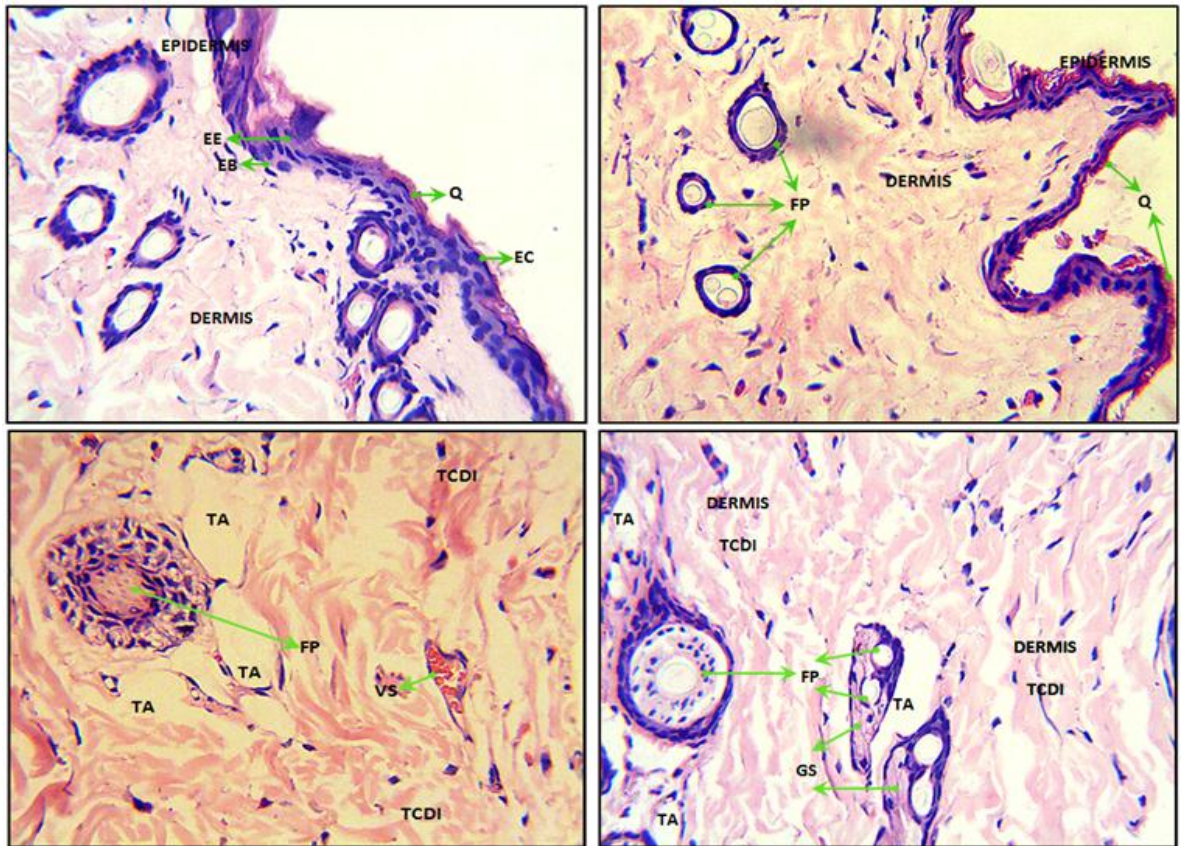 EPIDERMIS
EE
EB
Q
EC
DERMIS
EPIDERMIS
DERMIS
FP
Q
TCDI
TA
FP
TA
VS
TA
TCDI
DERMIS
TA
TCDI
DERMIS
FP
TCDI
TA
GS
TA